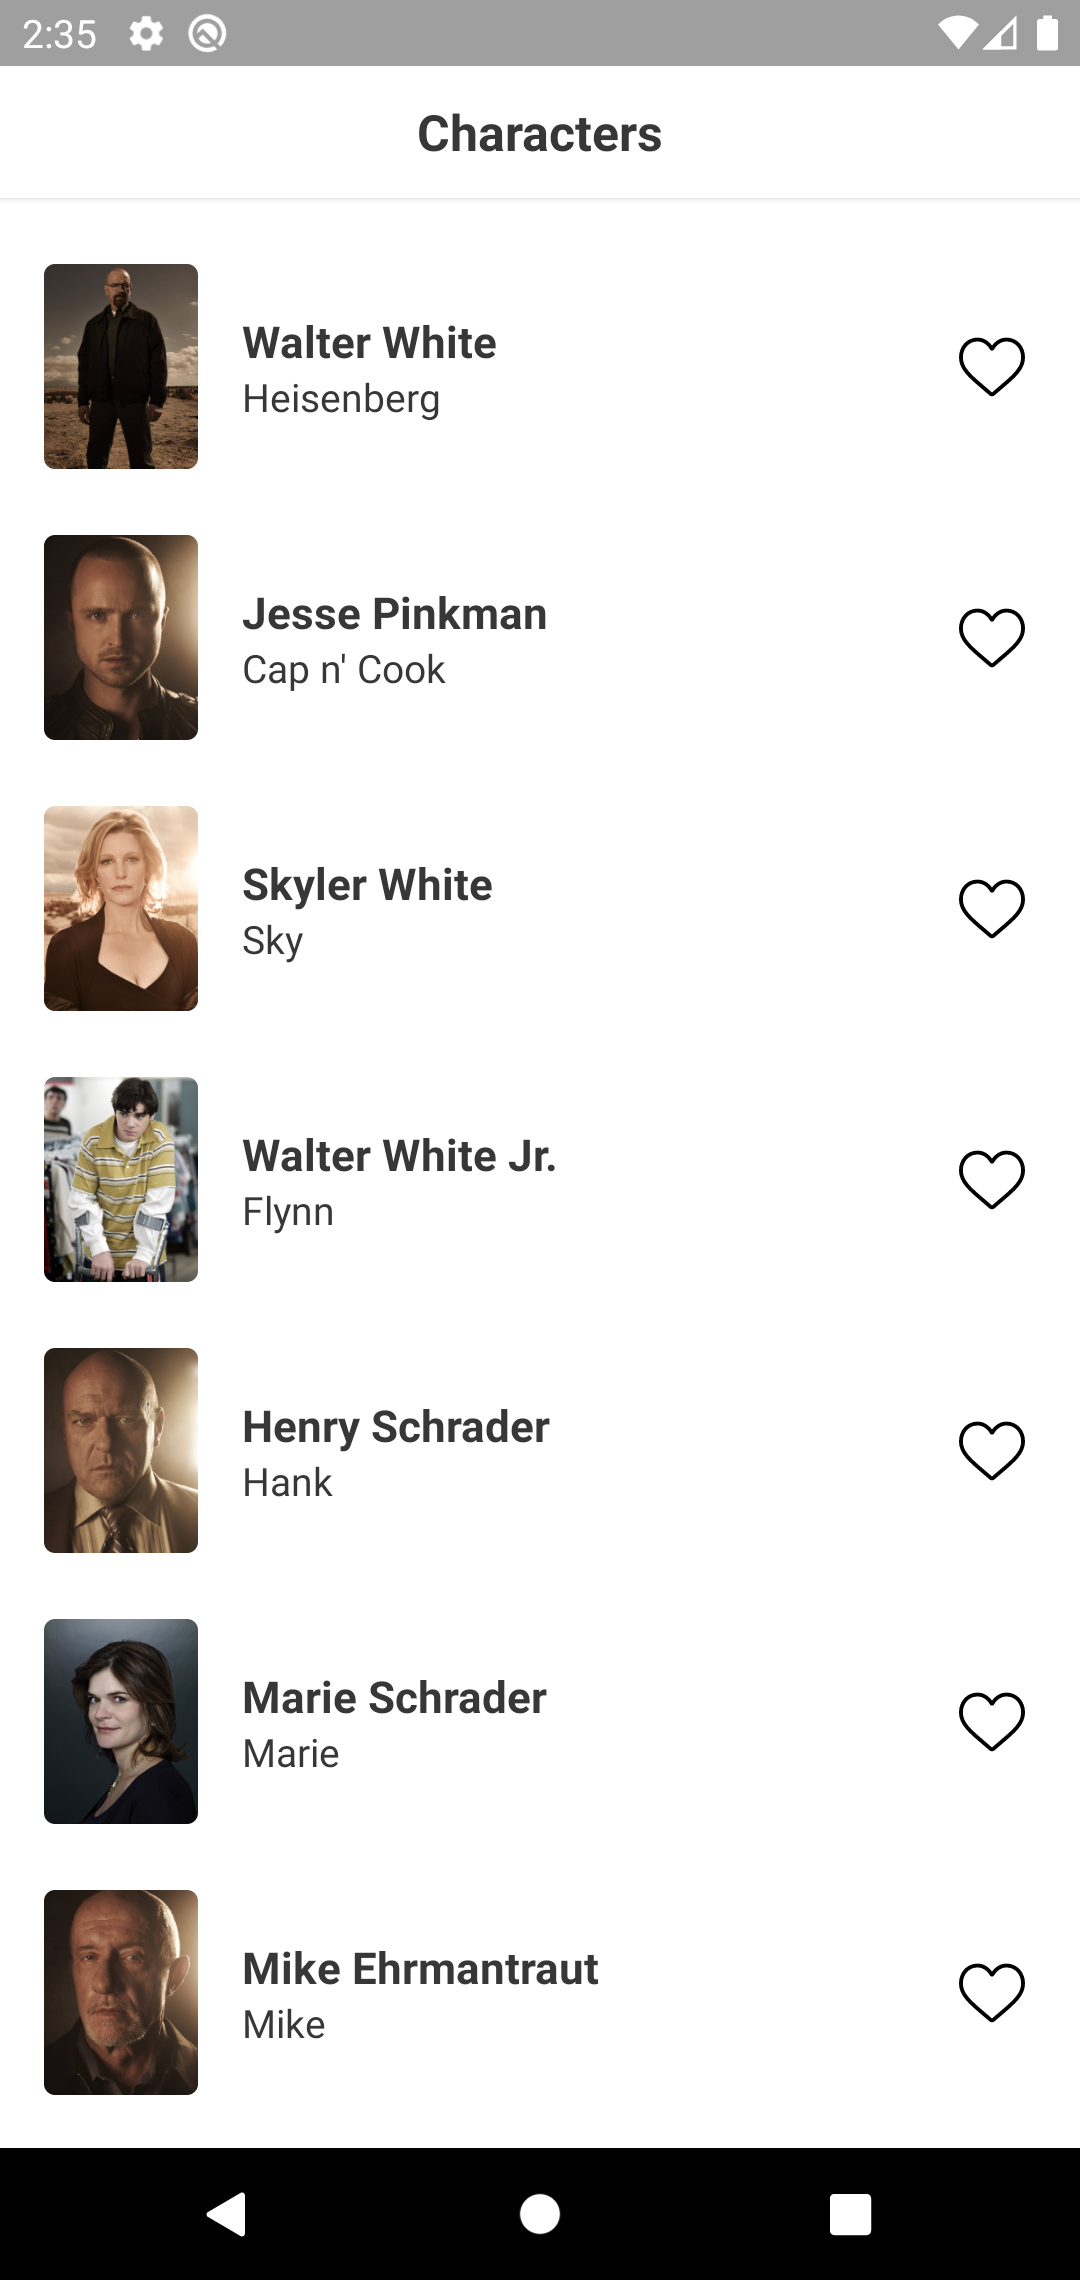 2:35
Characters
Walter White
Heisenberg
Jesse Pinkman
Cap n' Cook
Skyler White
Sky
Walter White Jr.
Flynn
Henry Schrader
Hank
Marie Schrader
Marie
Mike Ehrmantraut
Mike